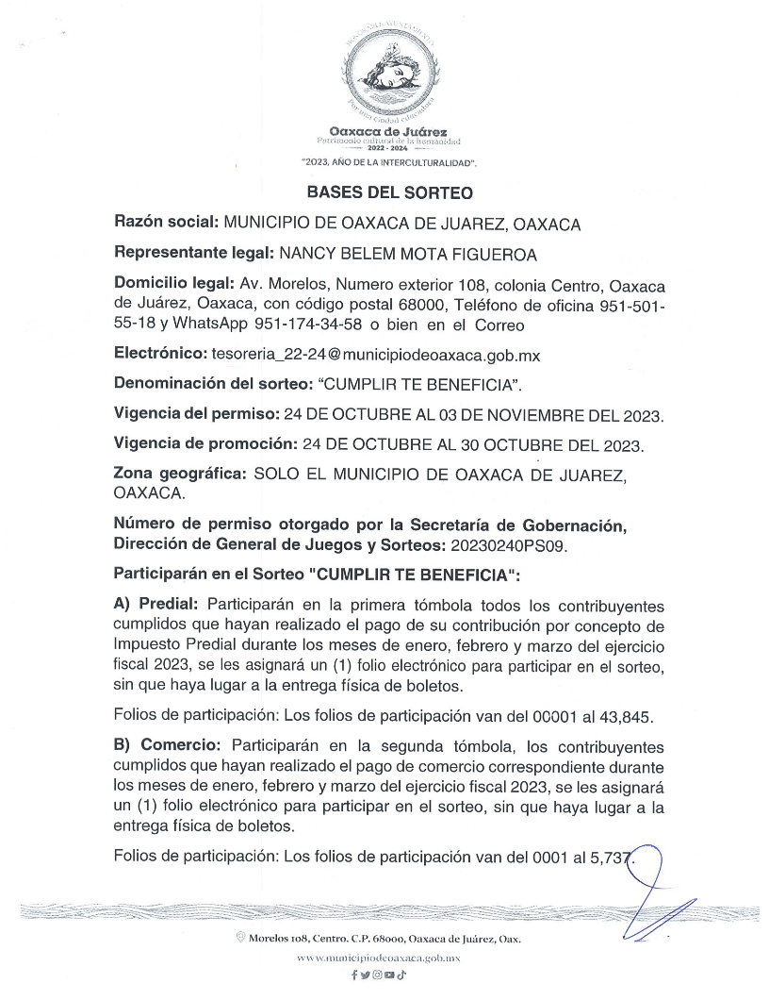 HONORABLE AYUNTAMIENTO
Por una ciudad educadora
Oaxaca de Juárez
Patrimonio cultural de la humanidad
2022 - 2024
"2023, AÑO DE LA INTERCULTURALIDAD".
BASES DEL SORTEO
Razón social: MUNICIPIO DE OAXACA DE JUAREZ, OAXACA
Representante legal: NANCY BELEM MOTA FIGUEROA
Domicilio legal: Av. Morelos, Numero exterior 108, colonia Centro, Oaxaca
de Juárez, Oaxaca, con código postal 68000, Teléfono de oficina 951-501-
55-18 y WhatsApp 951-174-34-58 o bien en el Correo
Electrónico: tesoreria_22-24@municipiodeoaxaca.gob.mx
Denominación del sorteo: “CUMPLIR TE BENEFICIA”.
Vigencia del permiso: 24 DE OCTUBRE AL 03 DE NOVIEMBRE DEL 2023.
Vigencia de promoción: 24 DE OCTUBRE AL 30 OCTUBRE DEL 2023.
Zona geográfica: SOLO EL MUNICIPIO DE OAXACA DE JUAREZ,
OAXACA.
Número de permiso otorgado por la Secretaría de Gobernación,
Dirección de General de Juegos y Sorteos: 20230240PS09.
Participarán en el Sorteo "CUMPLIR TE BENEFICIA":
A) Predial: Participarán en la primera tómbola todos los contribuyentes
cumplidos que hayan realizado el pago de su contribución por concepto de
Impuesto Predial durante los meses de enero, febrero y marzo del ejercicio
fiscal 2023, se les asignará un (1) folio electrónico para participar en el sorteo,
sin que haya lugar a la entrega física de boletos.
Folios de participación: Los folios de participación van del 00001 al 43,845.
B) Comercio: Participarán en la segunda tómbola, los contribuyentes
cumplidos que hayan realizado el pago de comercio correspondiente durante
los meses de enero, febrero y marzo del ejercicio fiscal 2023, se les asignará
un (1) folio electrónico para participar en el sorteo, sin que haya lugar a la
entrega física de boletos.
Folios de participación: Los folios de participación van del 0001 al 5,737.
Morelos 108, Centro. C.P. 68000, Oaxaca de Juárez, Oax.
www.municipiodeoaxaca.gob.mx